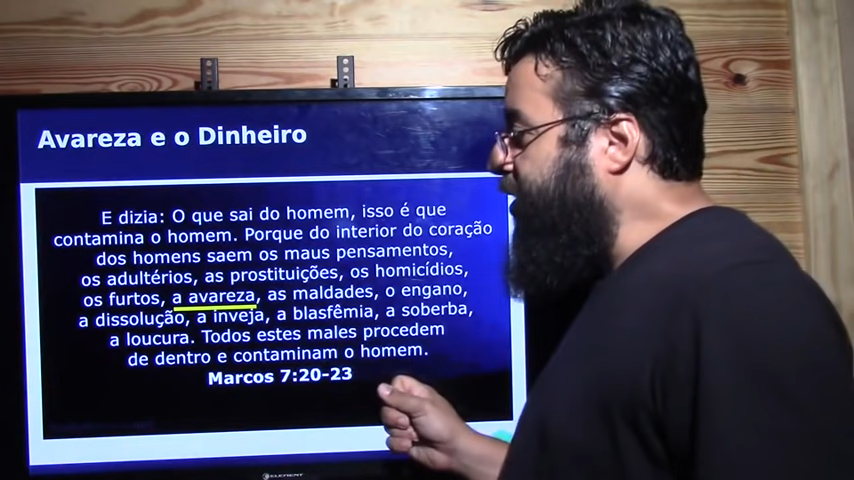 Avareza e o Dinheiro
E dizia: O que sai do homem, isso é que
contamina o homem. Porque do interior do coração
dos homens saem os maus pensamentos,
os adultérios, as prostituições, os homicídios,
os furtos, a avareza, as maldades, o engano,
a dissolução, a inveja, a blasfêmia, a soberba,
a loucura. Todos estes males procedem
de dentro e contaminam o homem.
Marcos 7:20-23
ELEMENT